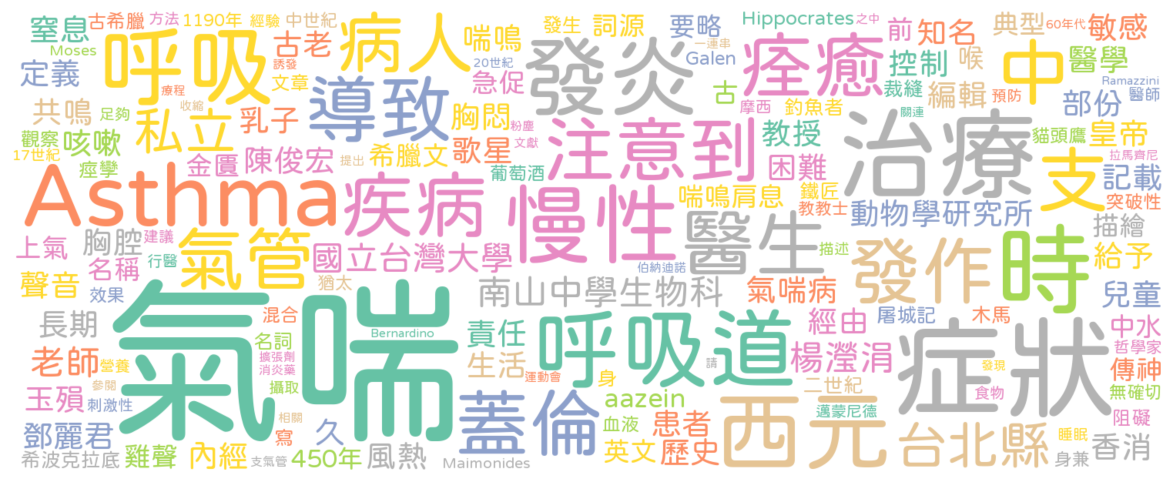 窒息
古希臘
方法
1190年
經驗
中世紀
呼吸
病人
喘鳴
發生
詞源
要略
Hippocrates
之中
前
知名
典型
60年代
敏感
Moses
誘發
古老
20世紀
一連串
Galen
控制
喉
中
醫學
定義
療程
文章
急促
發炎
痊癒
裁縫
Ramazzini
醫師
共鳴
收縮
導致
胸悶
古
摩西
釣魚者
編輯
預防
部份
足夠
私立
乳子
粉塵
關連
觀察
咳嗽
希臘文
歌星
文獻
注意到
教授
治療
貓頭鷹
皇帝
17世紀
痙攣
金匱
陳俊宏
提出
葡萄酒
困難
支
拉馬齊尼
記載
Asthma
疾病
慢性
喘鳴肩息
鐵匠
教教士
動物學研究所
突破性
上氣
胸腔
建議
氣管
國立台灣大學
醫生
描述
發作
時
描繪
給予
聲音
名稱
行醫
效果
猶太
伯納迪諾
南山中學生物科
氣喘病
屠城記
木馬
兒童
長期
氣喘
混合
Bernardino
責任
呼吸道
經由
症狀
中水
哲學家
老師
營養
名詞
擴張劑
消炎藥
生活
請
楊瀅涓
發現
傳神
玉殞
參閱
刺激性
攝取
運動會
身
二世紀
食物
無確切
鄧麗君
相關
寫
久
蓋倫
aazein
血液
患者
西元
邁蒙尼德
台北縣
阻礙
睡眠
希波克拉底
雞聲
內經
支氣管
450年
風熱
Maimonides
英文
歷史
身兼
香消